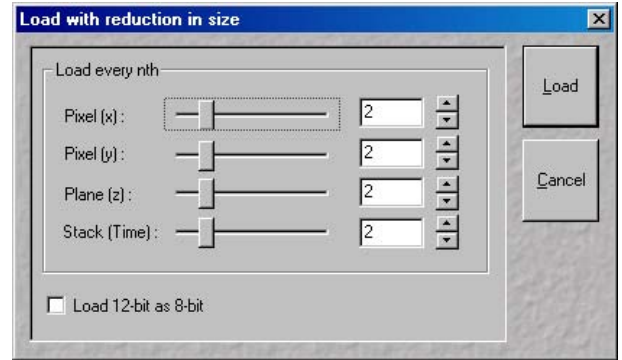 Load with reduction in size
Load every nth
Pixel (x) : 2
Pixel (y) : 2
Plane (z) : 2
Stack (Time) : 2
Load 12-bit as 8-bit
Load
Cancel